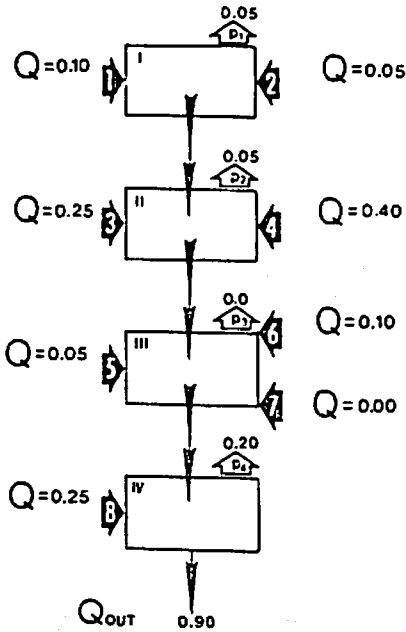 0.05
p₁
I
Q=0.10 1 2 Q=0.05
0.05
p₂
II
Q=0.25 3 4 Q=0.40
0.0
p₃
6 Q=0.10
III
Q=0.05 5
7 Q=0.00
0.20
p₄
IV
Q=0.25 8
QOUT 0.90